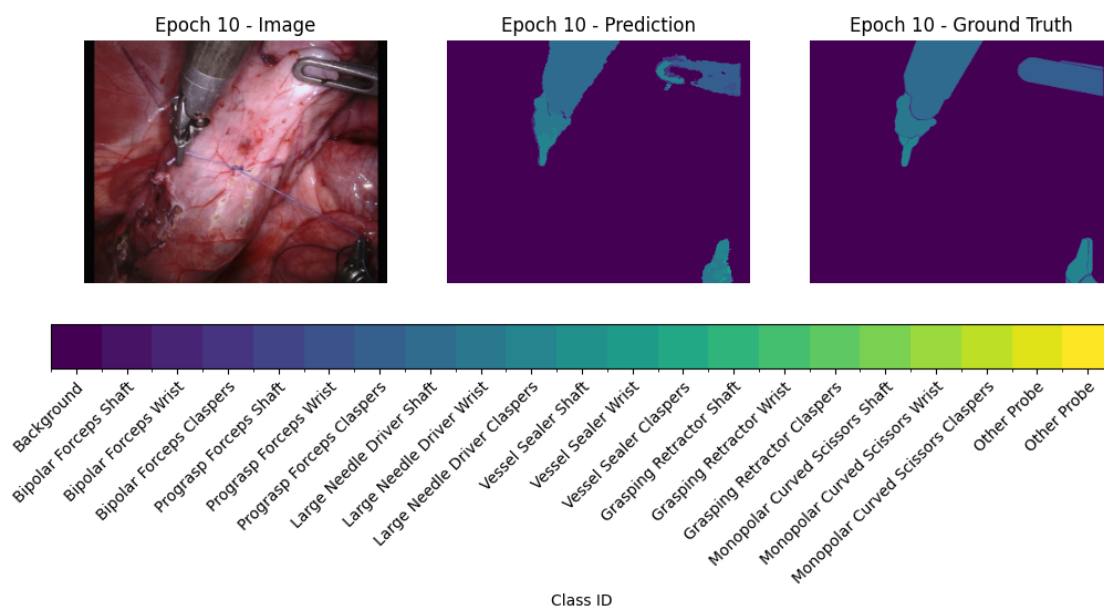 Epoch 10 - Image
Epoch 10 - Prediction
Epoch 10 - Ground Truth
Background
Bipolar Forceps Shaft
Bipolar Forceps Wrist
Bipolar Forceps Claspers
Prograsp Forceps Shaft
Prograsp Forceps Wrist
Prograsp Forceps Claspers
Large Needle Driver Shaft
Large Needle Driver Wrist
Large Needle Driver Claspers
Vessel Sealer Shaft
Vessel Sealer Wrist
Vessel Sealer Claspers
Grasping Retractor Shaft
Grasping Retractor Wrist
Grasping Retractor Claspers
Monopolar Curved Scissors Shaft
Monopolar Curved Scissors Wrist
Monopolar Curved Scissors Claspers
Other Probe
Other Probe
Class ID